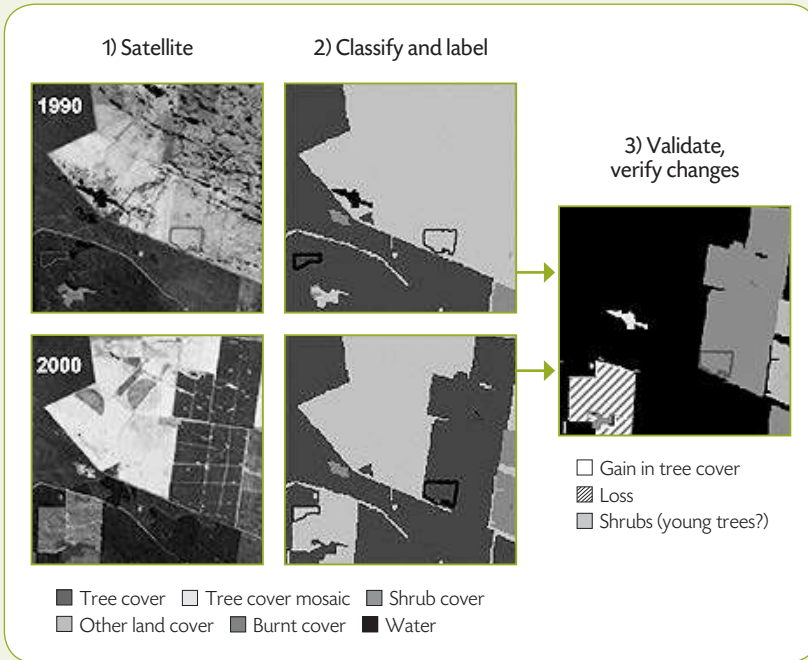 1) Satellite
2) Classify and label
3) Validate,
verify changes
1990
2000
Gain in tree cover
Loss
Shrubs (young trees?)
Tree cover
Tree cover mosaic
Shrub cover
Other land cover
Burnt cover
Water